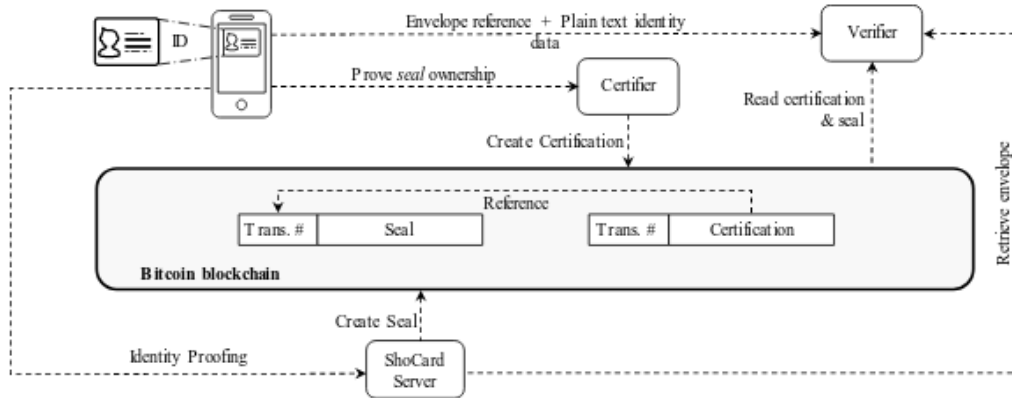 ID
Envelope reference + Plain text identity
data
Verifier
Prove seal ownership
Certifier
Read certification
& seal
Create Certification
Reference
Trans. #
Seal
Trans. #
Certification
Bitcoin blockchain
Retrieve envelope
Create Seal
Identity Proofing
ShoCard
Server